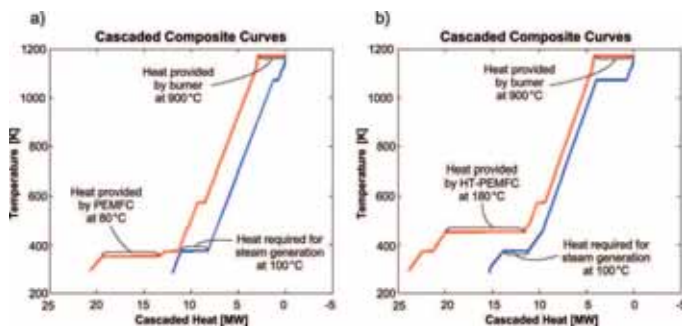 a)
Cascaded Composite Curves
1200
1000
800
600
400
200
Temperature [K]
Heat provided
by burner
at 900°C
Heat provided
by PEMFC
at 80°C
Heat required for
steam generation
at 100°C
25
20
15
10
5
0
-5
Cascaded Heat [MW]
b)
Cascaded Composite Curves
1200
1000
800
600
400
200
Temperature [K]
Heat provided
by burner
at 900°C
Heat provided
by HT-PEMFC
at 180°C
Heat required for
steam generation
at 100°C
25
20
15
10
5
0
-5
Cascaded Heat [MW]